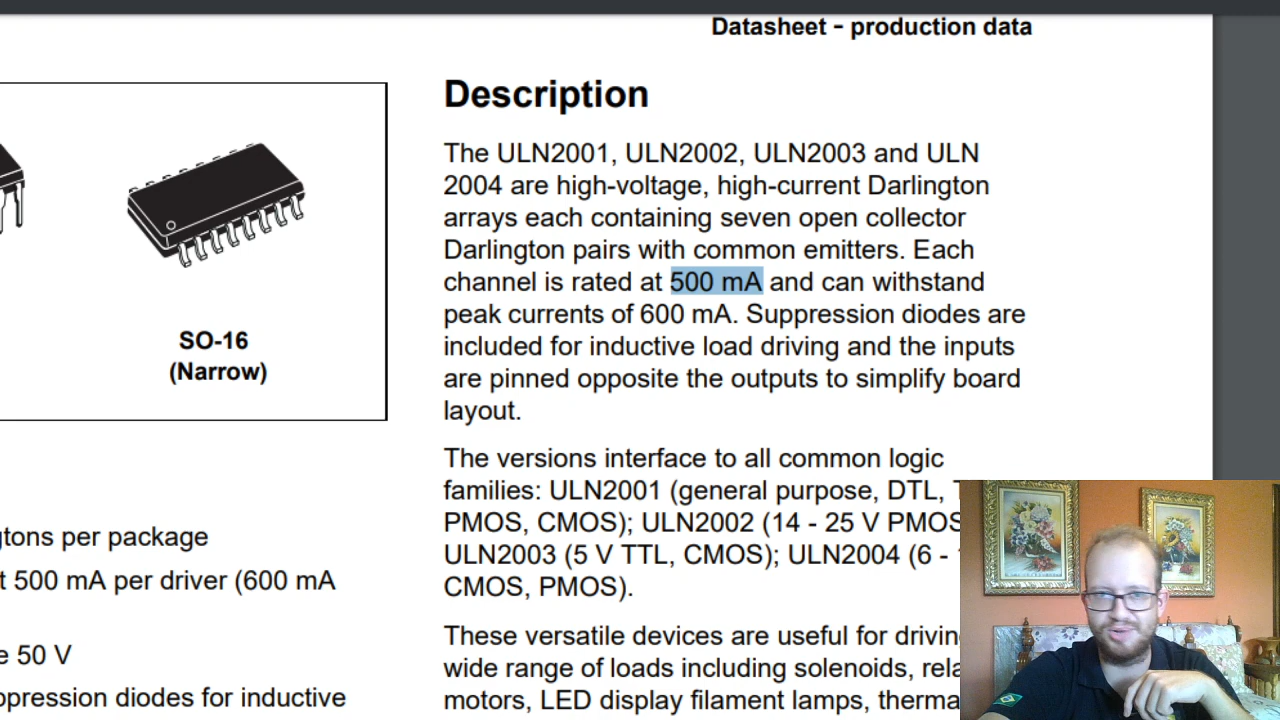 Datasheet - production data
Description
The ULN2001, ULN2002, ULN2003 and ULN
2004 are high-voltage, high-current Darlington
arrays each containing seven open collector
Darlington pairs with common emitters. Each
channel is rated at 500 mA and can withstand
peak currents of 600 mA. Suppression diodes are
included for inductive load driving and the inputs
are pinned opposite the outputs to simplify board
layout.
The versions interface to all common logic
families: ULN2001 (general purpose, DTL,
PMOS, CMOS); ULN2002 (14 - 25 V PMOS
ULN2003 (5 V TTL, CMOS); ULN2004 (6 -
CMOS, PMOS).
These versatile devices are useful for
wide range of loads including solenoids,
motors, LED display filament lamps,
SO-16
(Narrow)
per package
500 mA per driver (600 mA
50 V
diodes for inductive